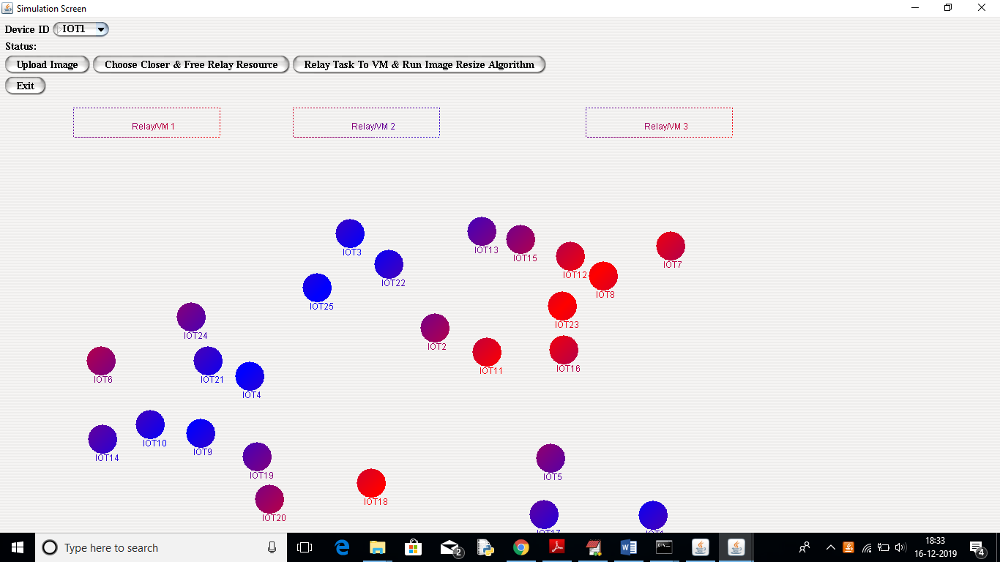 Simulation Screen
Device ID IOT1
Status:
Upload Image Choose Closer & Free Relay Resource Relay Task To VM & Run Image Resize Algorithm
Exit
Relay/VM 1 Relay/VM 2 Relay/VM 3
IOT3 IOT13 IOT15 IOT7
IOT22 IOT12 IOT8
IOT25 IOT23
IOT24 IOT2
IOT6 IOT21 IOT11 IOT16
IOT4
IOT10 IOT9
IOT14 IOT19 IOT5
IOT20 IOT18
IOT17
Type here to search 2 18:33
16-12-2019 4